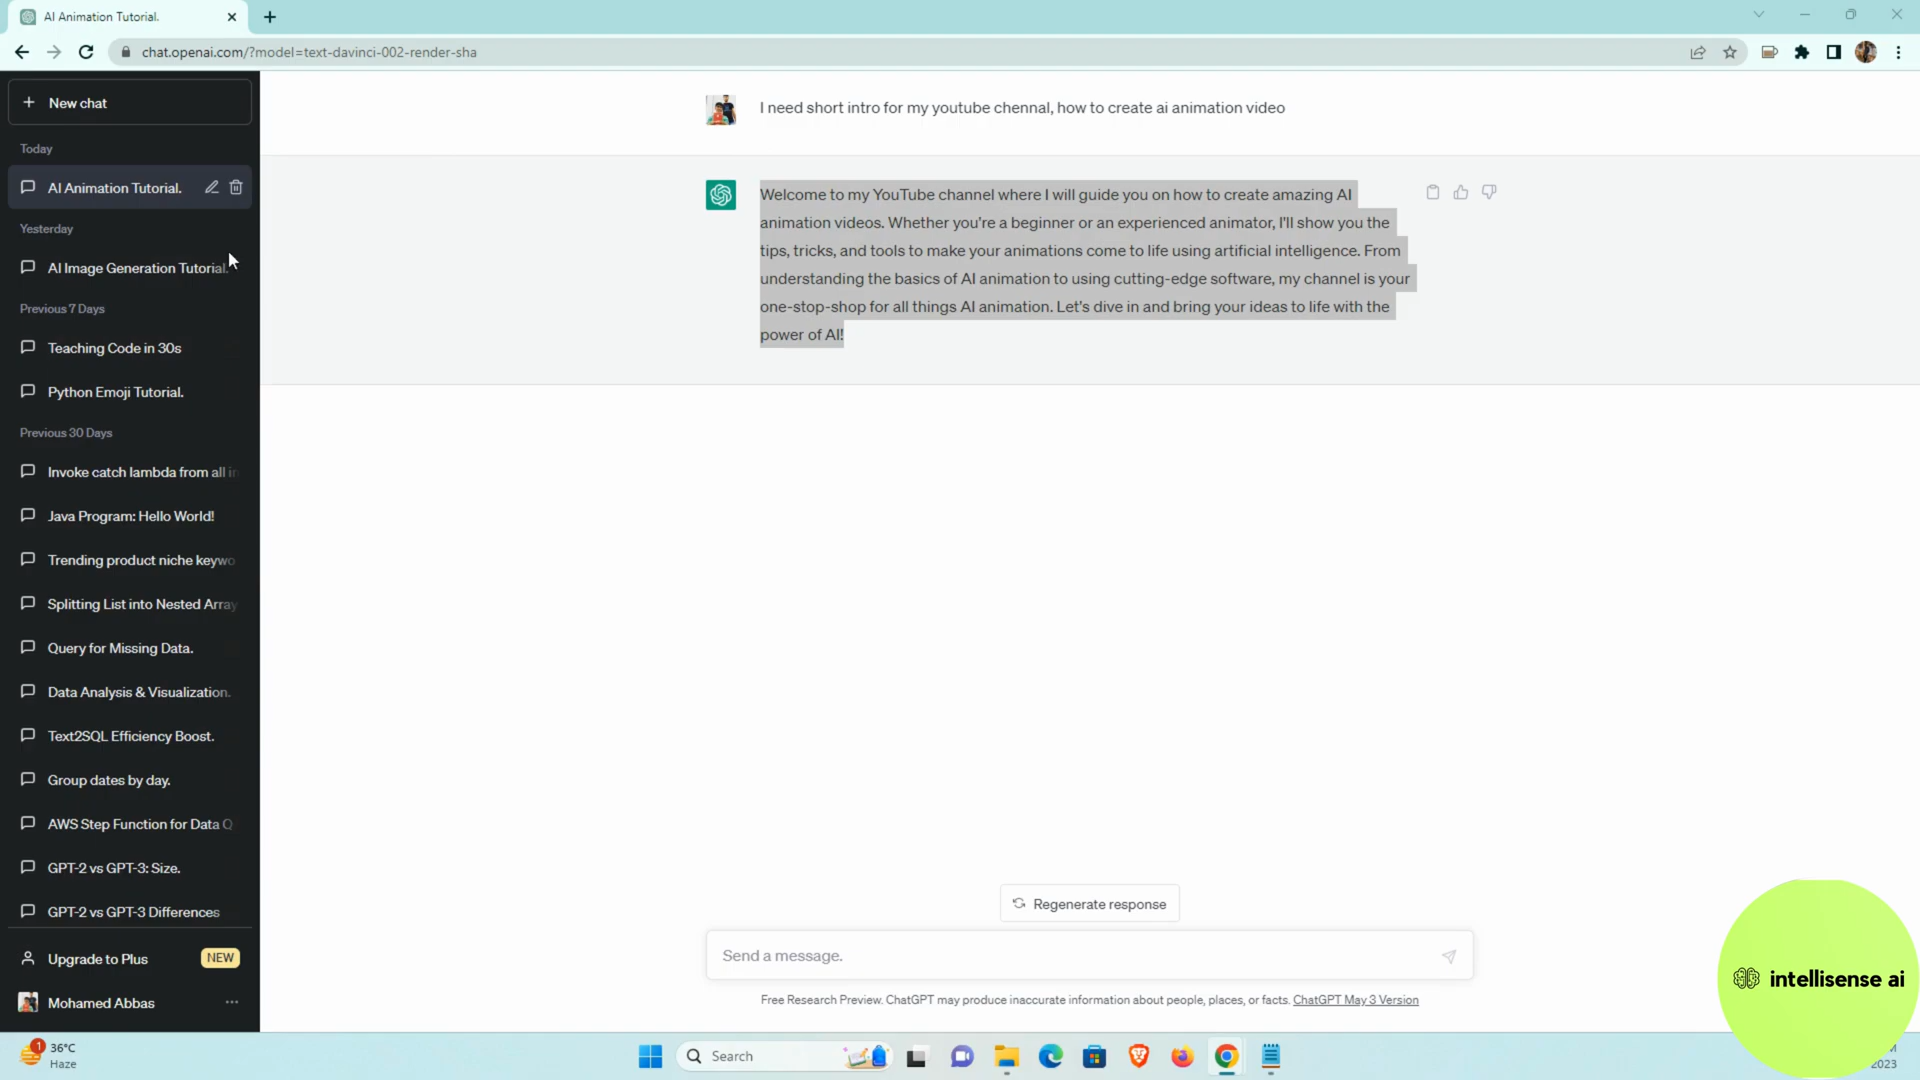 AI Animation Tutorial.
chat.openai.com/?model=text-davinci-002-render-sha
New chat
Today
AI Animation Tutorial.
Yesterday
AI Image Generation Tutorial.
Previous 7 Days
Teaching Code in 30s
Python Emoji Tutorial.
Previous 30 Days
Invoke catch lambda from all in
Java Program: Hello World!
Trending product niche keywo
Splitting List into Nested Array
Query for Missing Data.
Data Analysis & Visualization.
Text2SQL Efficiency Boost.
Group dates by day.
AWS Step Function for Data Q
GPT-2 vs GPT-3: Size.
GPT-2 vs GPT-3 Differences
Upgrade to Plus NEW
Mohamed Abbas
I need short intro for my youtube chennal, how to create ai animation video
Welcome to my YouTube channel where I will guide you on how to create amazing AI
animation videos. Whether you're a beginner or an experienced animator, I'll show you the
tips, tricks, and tools to make your animations come to life using artificial intelligence. From
understanding the basics of AI animation to using cutting-edge software, my channel is your
one-stop-shop for all things AI animation. Let's dive in and bring your ideas to life with the
power of AI!
Regenerate response
Send a message.
Free Research Preview. ChatGPT may produce inaccurate information about people, places, or facts. ChatGPT May 3 Version
intellisense ai
1
36°C
Haze
Search
M
2023